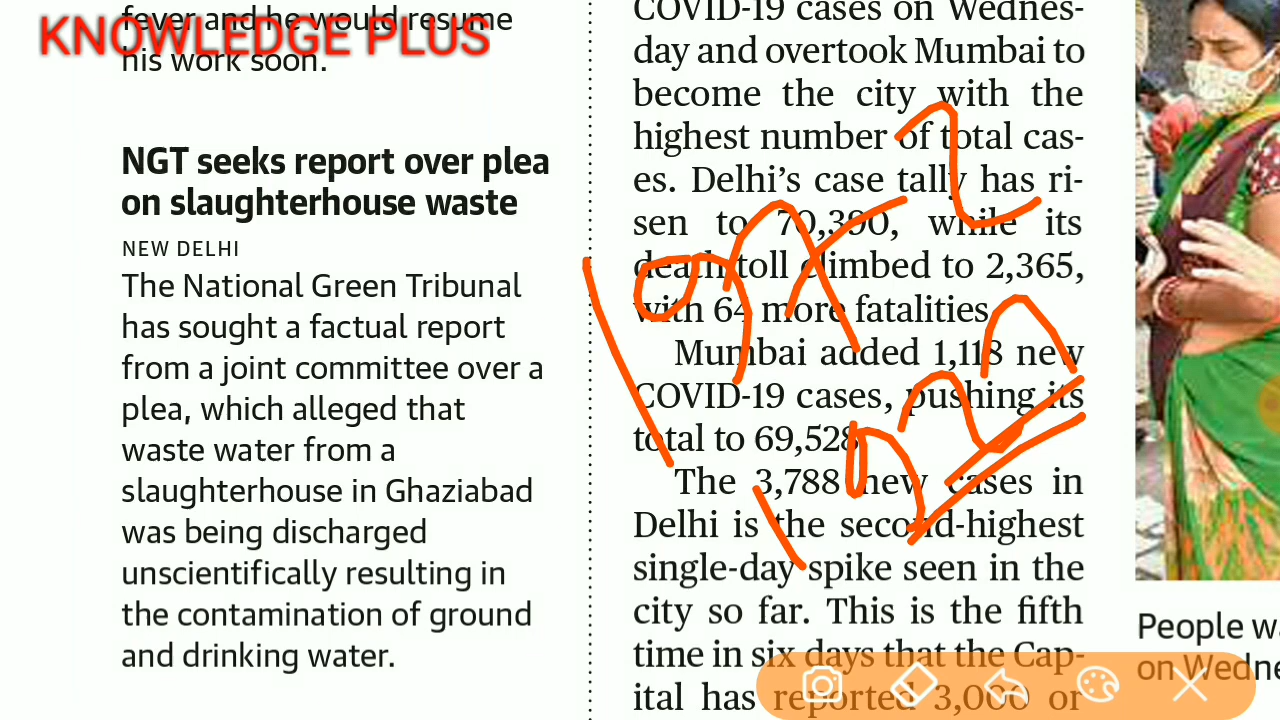 KNOWLEDGE PLUS
fever and he would resume
his work soon.
NGT seeks report over plea
on slaughterhouse waste
NEW DELHI
The National Green Tribunal
has sought a factual report
from a joint committee over a
plea, which alleged that
waste water from a
slaughterhouse in Ghaziabad
was being discharged
unscientifically resulting in
the contamination of ground
and drinking water.
COVID-19 cases on Wednes-
day and overtook Mumbai to
become the city with the
highest number of total cas-
es. Delhi's case tally has ri-
sen to 70,390, while its
death toll climbed to 2,365,
with 64 more fatalities.
Mumbai added 1,118 new
COVID-19 cases, pushing its
total to 69,528.
The 3,788 new cases in
Delhi is the second-highest
single-day spike seen in the
city so far. This is the fifth
time in six days that the Cap-
ital has reported 3,000 or
People
on